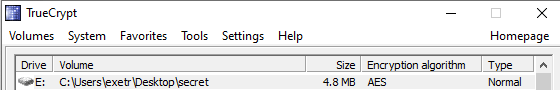 TrueCrypt
Volumes System Favorites Tools Settings Help Homepage
Drive Volume Size Encryption algorithm Type
E: C:\Users\exetr\Desktop\secret 4.8 MB AES Normal